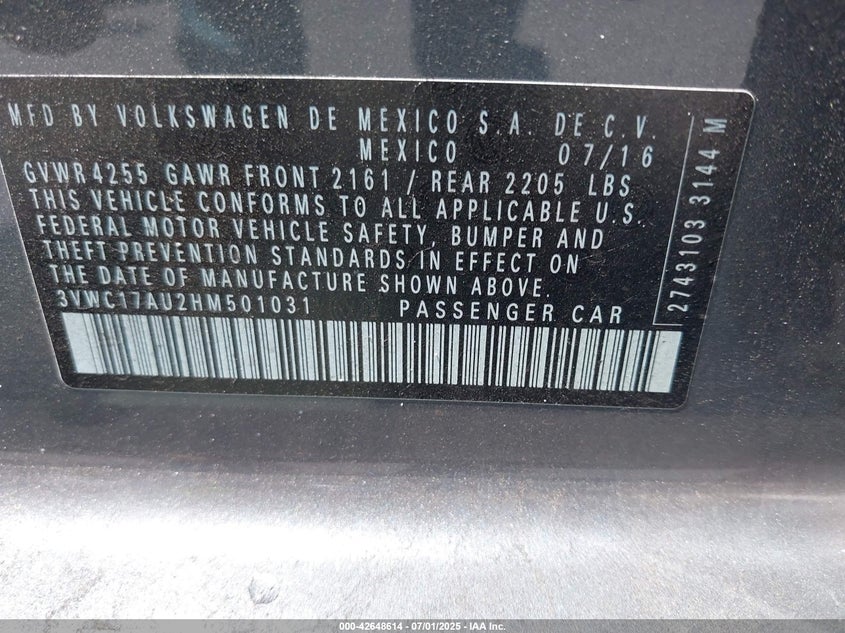 MFD BY VOLKSWAGEN DE MEXICO S.A. DE C.V.
MEXICO 07/16
GVWR4255 GAWR FRONT 2161 / REAR 2205 LBS
THIS VEHICLE CONFORMS TO ALL APPLICABLE U.S.
FEDERAL MOTOR VEHICLE SAFETY, BUMPER AND
THEFT PREVENTION STANDARDS IN EFFECT ON
THE DATE OF MANUFACTURE SHOWN ABOVE.
3VWC17AU2HM501031 PASSENGER CAR
2743103 3144 M
000-42648614 / 07/01/2025 - IAA Inc.